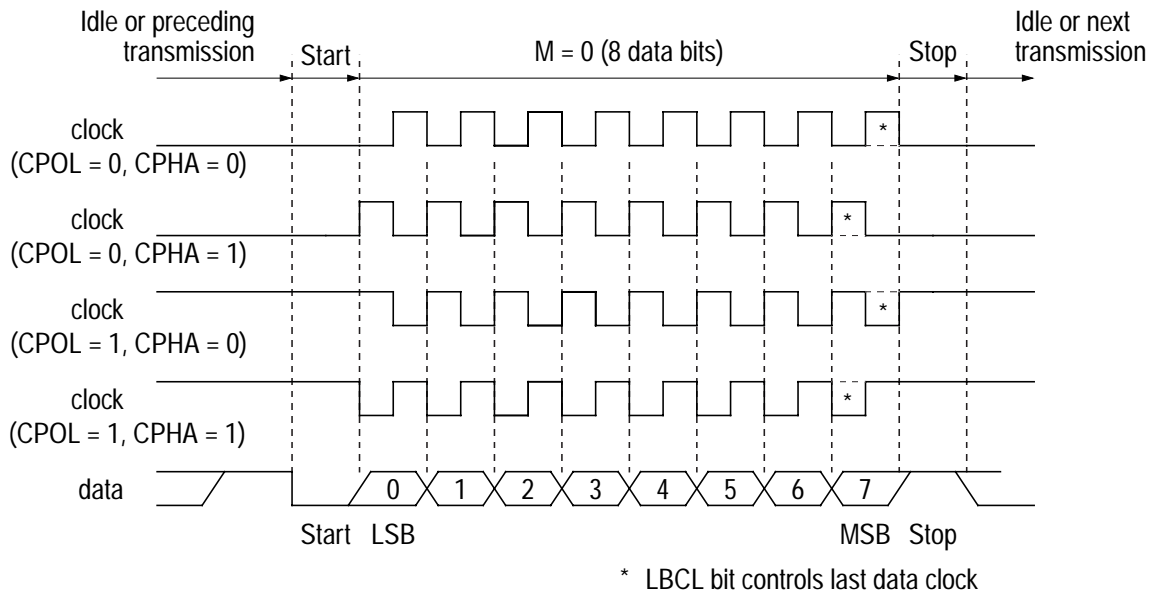 Idle or preceding
transmission
Start
M = 0 (8 data bits)
Stop
Idle or next
transmission
clock
(CPOL = 0, CPHA = 0)
*
clock
(CPOL = 0, CPHA = 1)
*
clock
(CPOL = 1, CPHA = 0)
*
clock
(CPOL = 1, CPHA = 1)
*
data
0 1 2 3 4 5 6 7
Start LSB MSB Stop
* LBCL bit controls last data clock